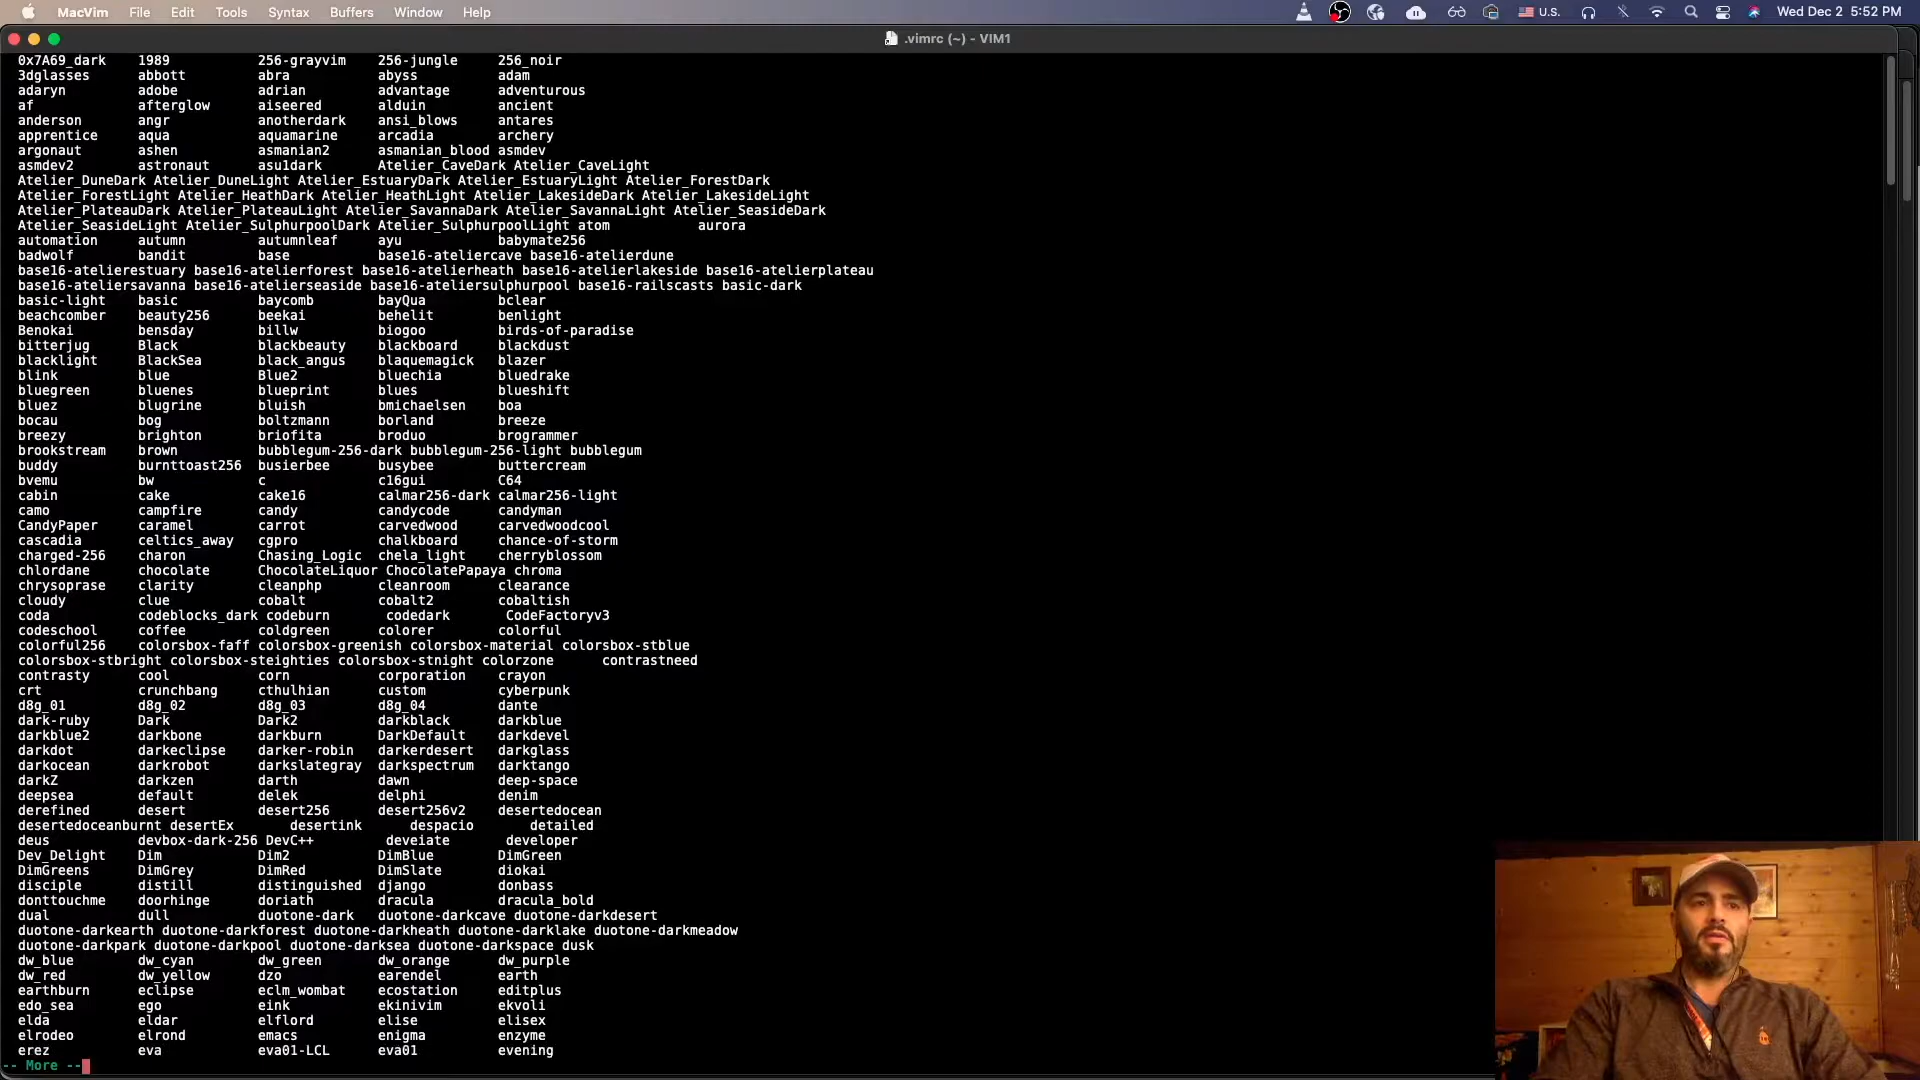 MacVim File Edit Tools Syntax Buffers Window Help U.S. Wed Dec 2 5:52 PM
.vimrc (~) - VIM1
0x7A69_dark 1989 256-grayvim 256-jungle 256_noir
3dglasses abbott abra abyss adam
adaryn adobe adrian advantage adventurous
af afterglow aiseered alduin ancient
anderson angr anotherdark ansi_blows antares
apprentice aqua aquamarine arcadia archery
argonaut ashen asmanian2 asmanian_blood asmdev
asmdev2 astronaut asu1dark Atelier_CaveDark Atelier_CaveLight
Atelier_DuneDark Atelier_DuneLight Atelier_EstuaryDark Atelier_EstuaryLight Atelier_ForestDark
Atelier_ForestLight Atelier_HeathDark Atelier_HeathLight Atelier_LakesideDark Atelier_LakesideLight
Atelier_PlateauDark Atelier_PlateauLight Atelier_SavannaDark Atelier_SavannaLight Atelier_SeasideDark
Atelier_SeasideLight Atelier_SulphurpoolDark Atelier_SulphurpoolLight atom aurora
automation autumn autumnleaf ayu babymate256
badwolf bandit base base16-ateliercave base16-atelierdune
base16-atelierestuary base16-atelierforest base16-atelierheath base16-atelierlakeside base16-atelierplateau
base16-ateliersavanna base16-atelierseaside base16-ateliersulphurpool base16-railscasts basic-dark
basic-light basic baycomb bayQua bclear
beachcomber beauty256 beekai behelit benlight
Benokai bensday billw biogoo birds-of-paradise
bitterjug Black blackbeauty blackboard blackdust
blacklight BlackSea black_angus blaquemagick blazer
blink blue Blue2 bluechia bluedrake
bluegreen bluenes blueprint blues blueshift
bluez blugrine bluish bmichaelsen boa
bocau bog boltzmann borland breeze
breezy brighton briofita broduo brogrammer
brookstream brown bubblegum-256-dark bubblegum-256-light bubblegum
buddy burnttoast256 busierbee busybee buttercream
bvemu bw c c16gui C64
cabin cake cake16 calmar256-dark calmar256-light
camo campfire candy candycode candyman
CandyPaper caramel carrot carvedwood carvedwoodcool
cascadia celtics_away cgpro chalkboard chance-of-storm
charged-256 charon Chasing_Logic chela_light cherryblossom
chlordane chocolate ChocolateLiquor ChocolatePapaya chroma
chrysoprase clarity cleanphp cleanroom clearance
cloudy clue cobalt cobalt2 cobaltish
coda codeblocks_dark codeburn codedark CodeFactoryv3
codeschool coffee coldgreen colorer colorful
colorful256 colorsbox-faff colorsbox-greenish colorsbox-material colorsbox-stblue
colorsbox-stbright colorsbox-steighties colorsbox-stnight colorzone contrastneed
contrasty cool corn corporation crayon
crt crunchbang cthulhian custom cyberpunk
d8g_01 d8g_02 d8g_03 d8g_04 dante
dark-ruby Dark Dark2 darkblack darkblue
darkblue2 darkbone darkburn DarkDefault darkdevel
darkdot darkeclipse darker-robin darkerdesert darkglass
darkocean darkrobot darkslategray darkspectrum darktango
darkZ darkzen darth dawn deep-space
deepsea default delek delphi denim
derefined desert desert256 desert256v2 desertedocean
desertedoceanburnt desertEx desertink despacio detailed
deus devbox-dark-256 DevC++ deveiate developer
Dev_Delight Dim Dim2 DimBlue DimGreen
DimGreens DimGrey DimRed DimSlate diokai
disciple distill distinguished django donbass
donttouchme doorhinge doriath dracula dracula_bold
dual dull duotone-dark duotone-darkcave duotone-darkdesert
duotone-darkearth duotone-darkforest duotone-darkheath duotone-darklake duotone-darkmeadow
duotone-darkpark duotone-darkpool duotone-darksea duotone-darkspace dusk
dw_blue dw_cyan dw_green dw_orange dw_purple
dw_red dw_yellow dzo earendel earth
earthburn eclipse eclm_wombat ecostation editplus
edo_sea ego eink ekinivim ekvoli
elda eldar elflord elise elisex
elrodeo elrond emacs enigma enzyme
erez eva eva01-LCL eva01 evening
-- More --